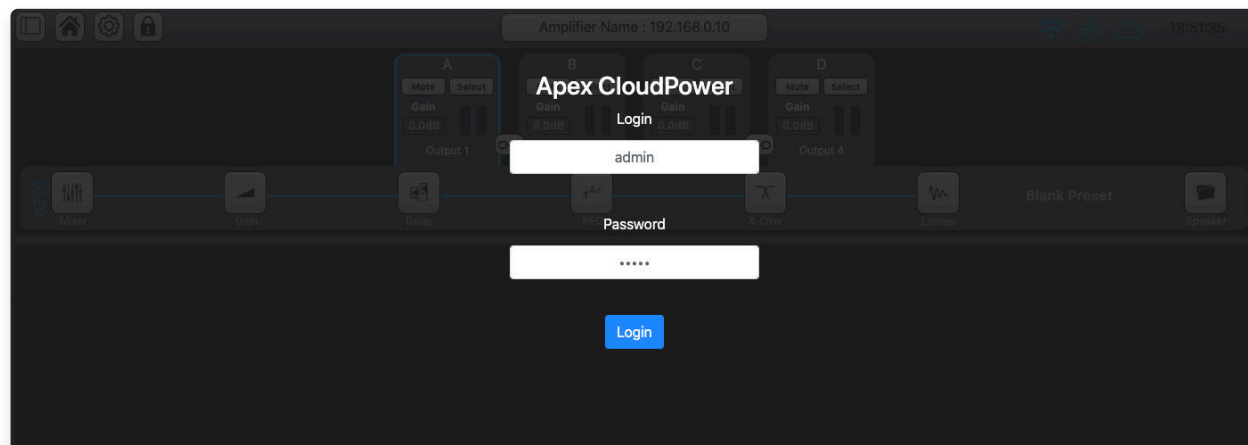 Amplifier Name : 192.168.0.10
18:51:35
A B C D
Mute Select Mute Select
Gain Gain Gain Gain
0.0dB 0.0dB 0.0dB 0.0dB
Output 1 Output 4
Apex CloudPower
Login
admin
USER
Mixer Gain Delay PEQ X-Over Limiter Blank Preset Speaker
Password
•••••
Login